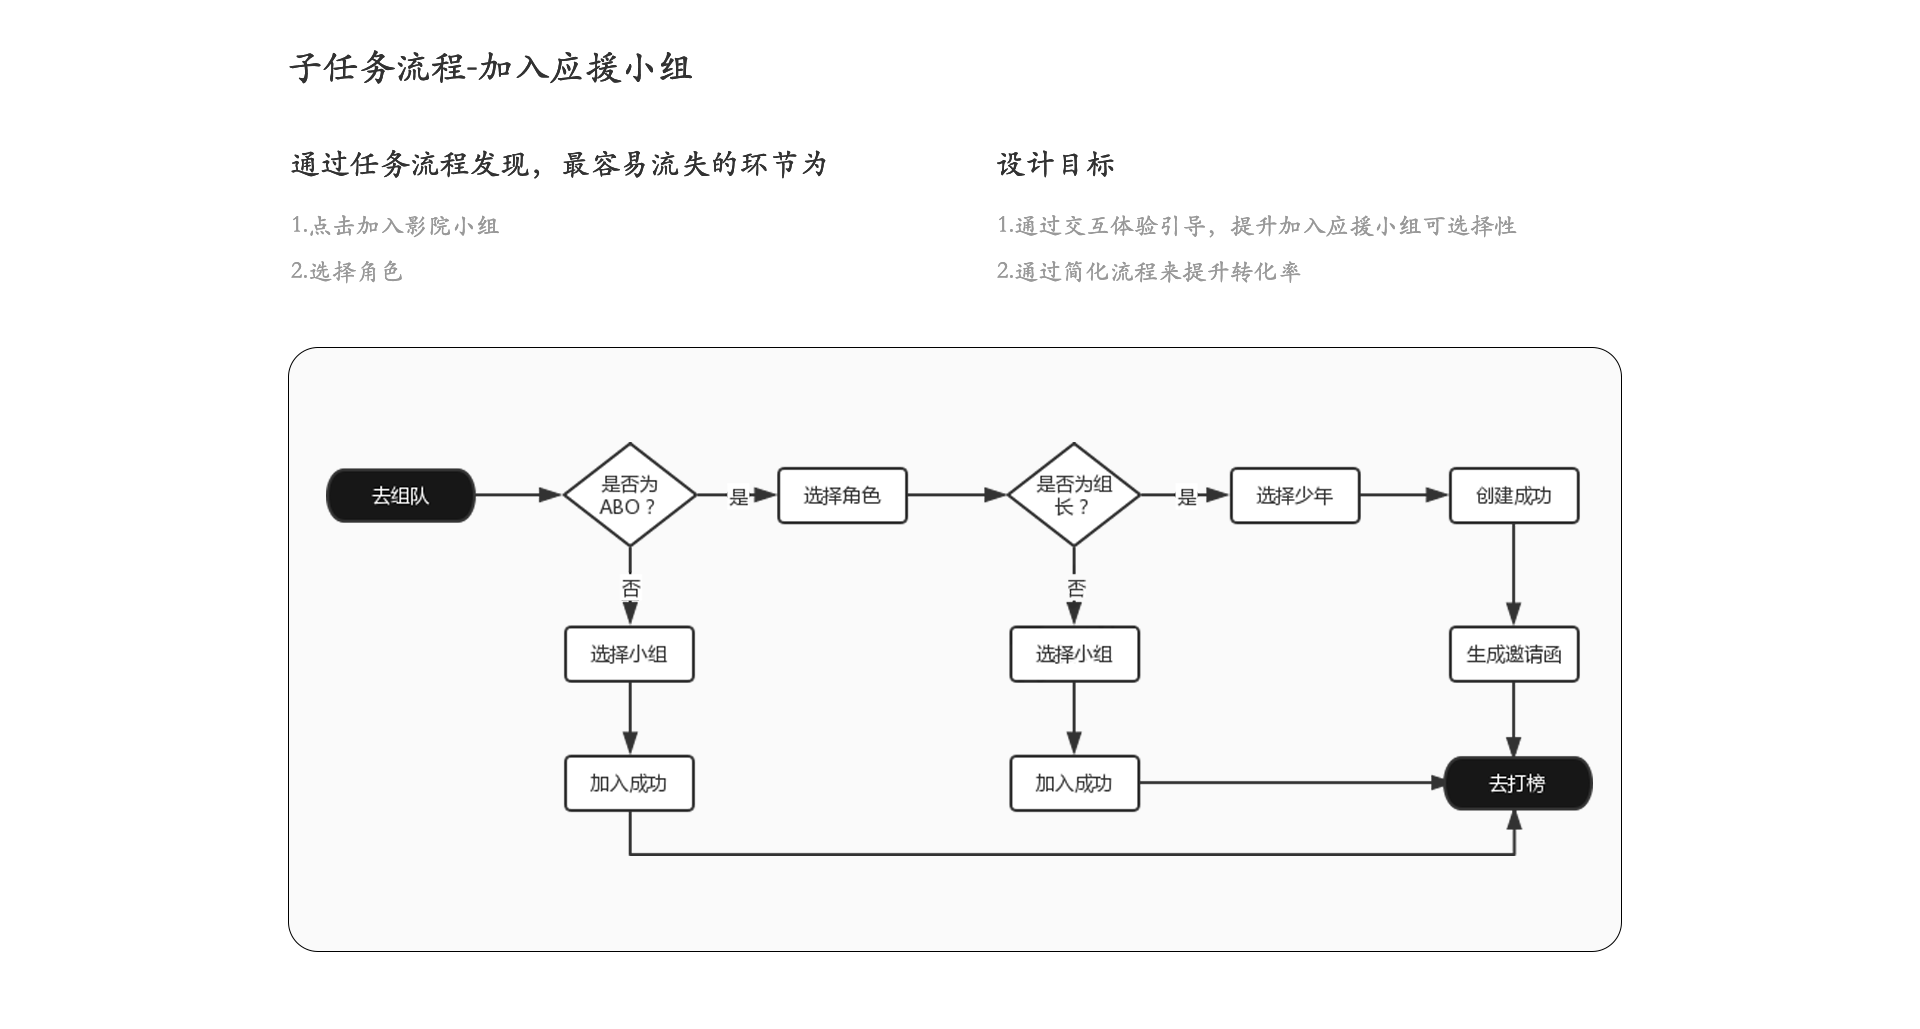 子任务流程-加入应援小组
通过任务流程发现，最容易流失的环节为
1.点击加入影院小组
2.选择角色
设计目标
1.通过交互体验引导，提升加入应援小组可选择性
2.通过简化流程来提升转化率
去组队
是否为
ABO？
是
选择角色
是否为组
长？
是
选择少年
创建成功
否
否
选择小组
选择小组
生成邀请函
加入成功
加入成功
去打榜